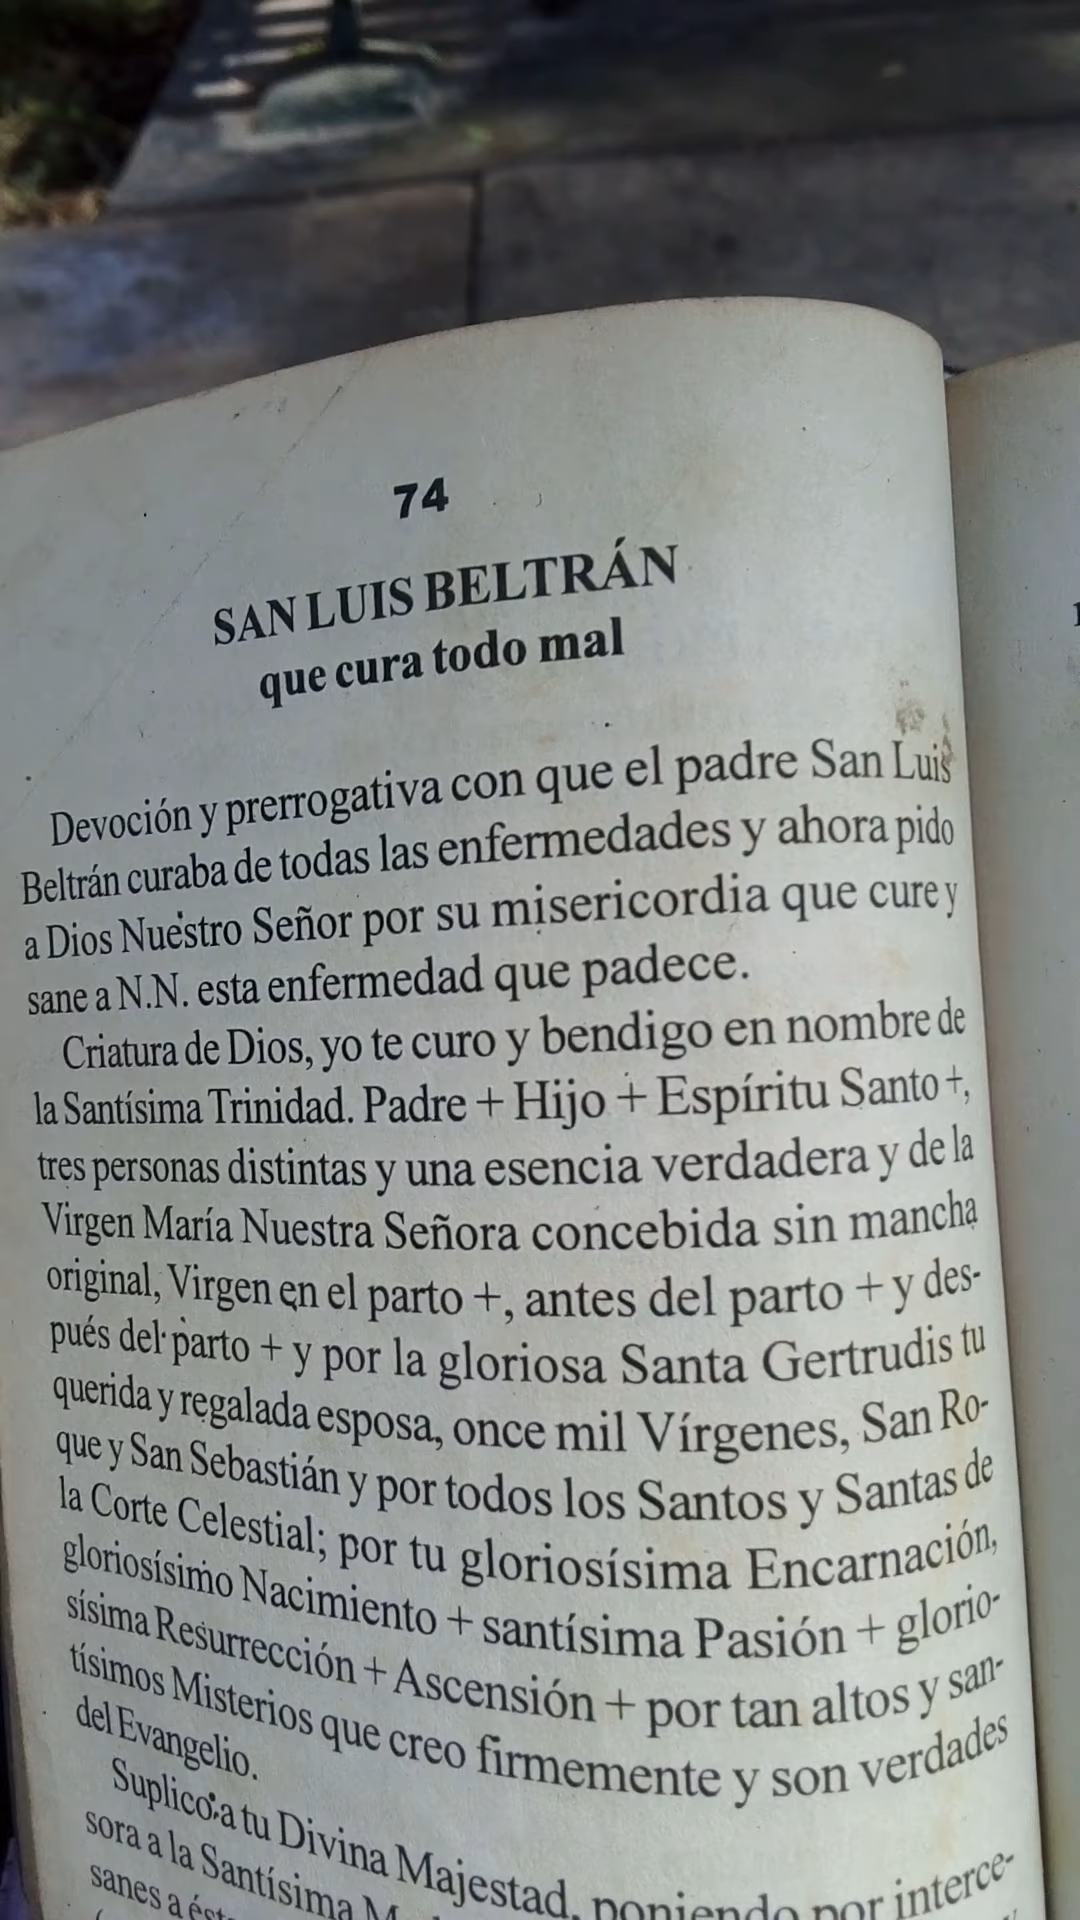 74
SAN LUIS BELTRÁN
que cura todo mal
Devoción y prerrogativa con que el padre San Luis
Beltrán curaba de todas las enfermedades y ahora pido
a Dios Nuestro Señor por su misericordia que cure y
sane a N.N. esta enfermedad que padece.
Criatura de Dios, yo te curo y bendigo en nombre de
la Santísima Trinidad. Padre + Hijo + Espíritu Santo +,
tres personas distintas y una esencia verdadera y de la
Virgen María Nuestra Señora concebida sin mancha
original, Virgen en el parto +, antes del parto + y des-
pués del parto + y por la gloriosa Santa Gertrudis tu
querida y regalada esposa, once mil Vírgenes, San Ro-
que y San Sebastián y por todos los Santos y Santas de
la Corte Celestial; por tu gloriosísima Encarnación,
gloriosísimo Nacimiento + santísima Pasión + glorio-
sísima Resurrección + Ascensión + por tan altos y san-
tísimos Misterios que creo firmemente y son verdades
del Evangelio.
Suplico a tu Divina Majestad, poniendo por interce-
sora a la Santísima
sanes a